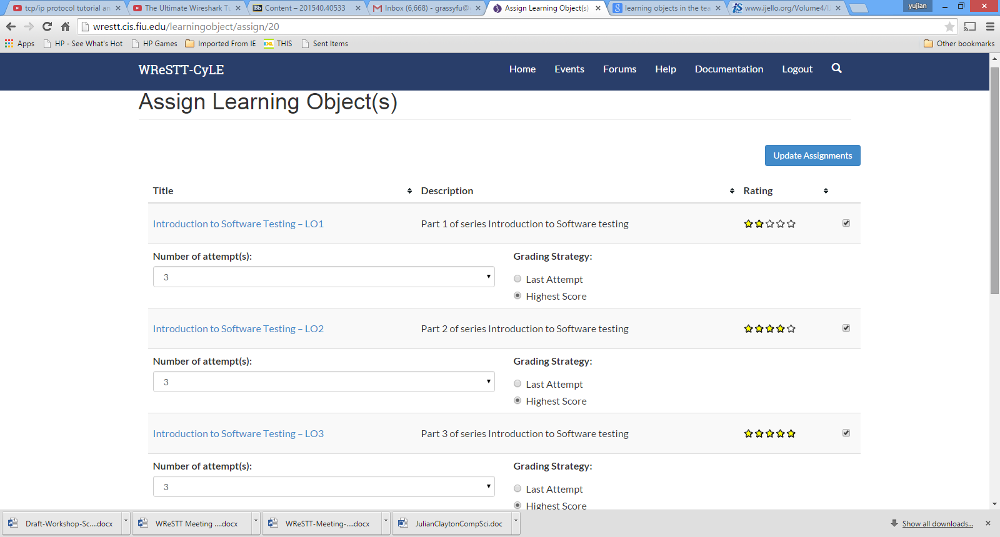 tcp/ip protocol tutorial an
The Ultimate Wireshark Tu
Content – 201540.40533
Inbox (6,668) - grassyfu@
Assign Learning Object(s)
learning objects in the tea
www.ijello.org/Volume4/
yujian
wrestt.cis.fiu.edu/learningobject/assign/20
Apps
HP - See What's Hot
HP Games
Imported From IE
THIS
Sent Items
Other bookmarks
WReSTT-CyLE
Home
Events
Forums
Help
Documentation
Logout
Assign Learning Object(s)
Update Assignments
Title
Description
Rating
Introduction to Software Testing – LO1
Part 1 of series Introduction to Software testing
Number of attempt(s):
3
Grading Strategy:
Last Attempt
Highest Score
Introduction to Software Testing – LO2
Part 2 of series Introduction to Software testing
Number of attempt(s):
3
Grading Strategy:
Last Attempt
Highest Score
Introduction to Software Testing – LO3
Part 3 of series Introduction to Software testing
Number of attempt(s):
3
Grading Strategy:
Last Attempt
Highest Score
Draft-Workshop-Sc....docx
WReSTT Meeting ....docx
WReSTT-Meeting-....docx
JulianClaytonCompSci.doc
Show all downloads...